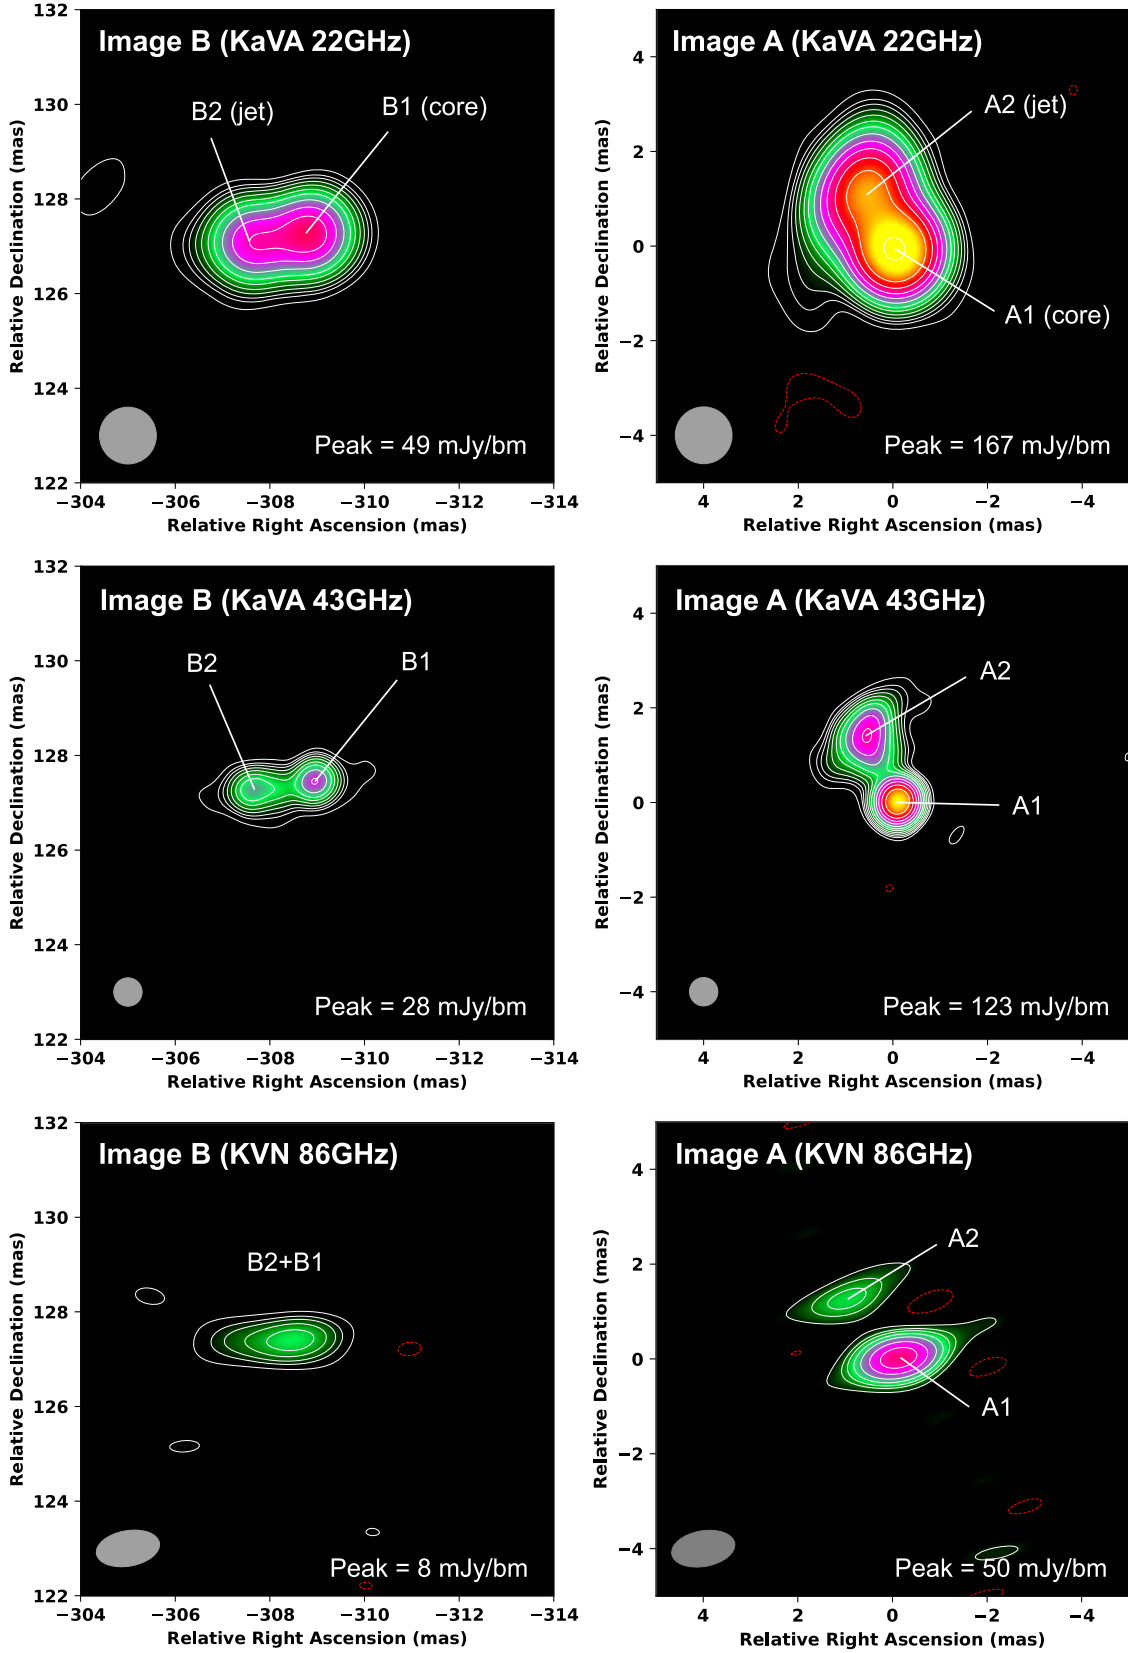 Image B (KaVA 22GHz)
B2 (jet)
B1 (core)
Peak = 49 mJy/bm
132
130
128
126
124
122
−304
−306
−308
−310
−312
−314
Relative Declination (mas)
Relative Right Ascension (mas)
Image A (KaVA 22GHz)
A2 (jet)
A1 (core)
Peak = 167 mJy/bm
4
2
0
−2
−4
4
2
0
−2
−4
Relative Declination (mas)
Relative Right Ascension (mas)
Image B (KaVA 43GHz)
B2
B1
Peak = 28 mJy/bm
132
130
128
126
124
122
−304
−306
−308
−310
−312
−314
Relative Declination (mas)
Relative Right Ascension (mas)
Image A (KaVA 43GHz)
A2
A1
Peak = 123 mJy/bm
4
2
0
−2
−4
4
2
0
−2
−4
Relative Declination (mas)
Relative Right Ascension (mas)
Image B (KVN 86GHz)
B2+B1
Peak = 8 mJy/bm
132
130
128
126
124
122
−304
−306
−308
−310
−312
−314
Relative Declination (mas)
Relative Right Ascension (mas)
Image A (KVN 86GHz)
A2
A1
Peak = 50 mJy/bm
4
2
0
−2
−4
4
2
0
−2
−4
Relative Declination (mas)
Relative Right Ascension (mas)